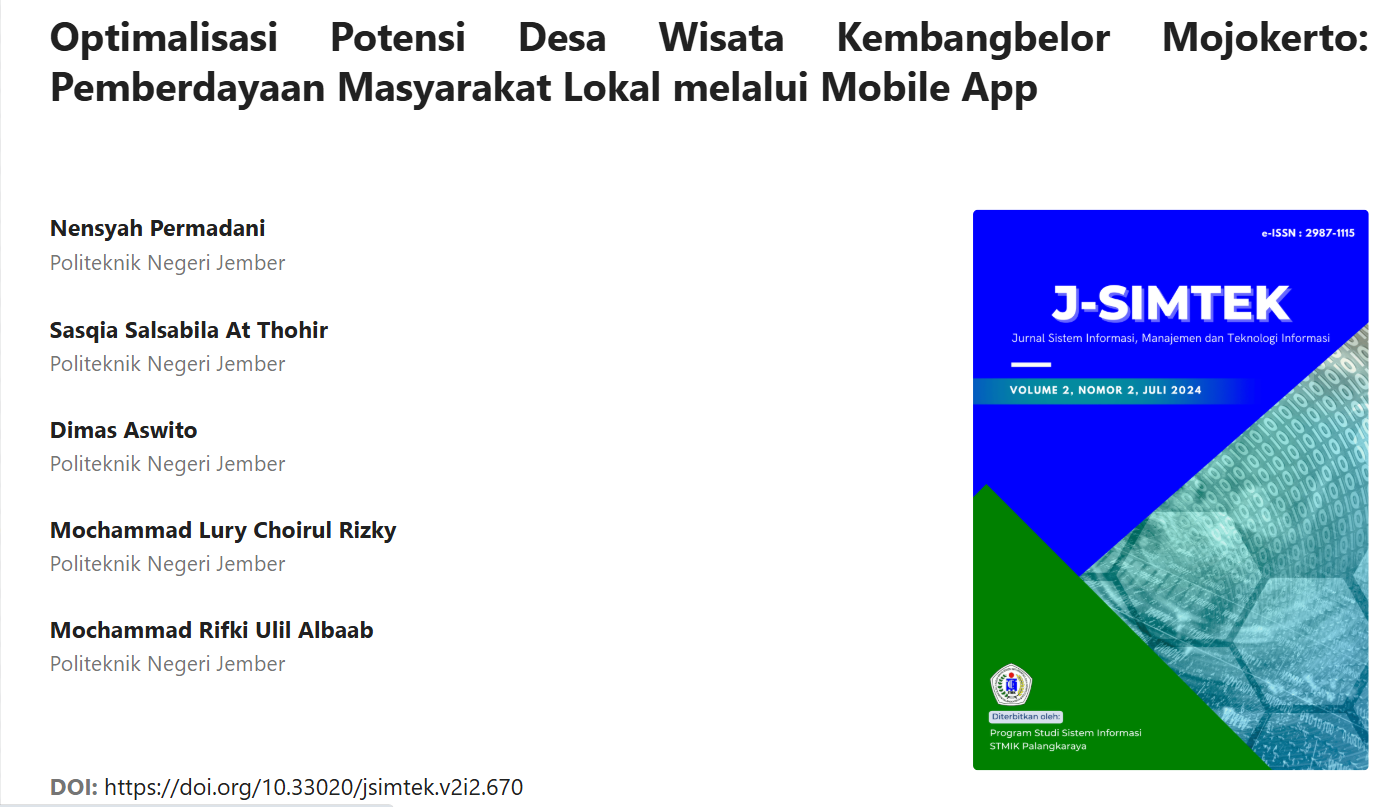 Optimalisasi Potensi Desa Wisata Kembangbelor Mojokerto:
Pemberdayaan Masyarakat Lokal melalui Mobile App
Nensyah Permadani
Politeknik Negeri Jember
Sasqia Salsabila At Thohir
Politeknik Negeri Jember
Dimas Aswito
Politeknik Negeri Jember
Mochammad Lury Choirul Rizky
Politeknik Negeri Jember
Mochammad Rifki Ulil Albaab
Politeknik Negeri Jember
DOI: https://doi.org/10.33020/jsimtek.v2i2.670
e-ISSN : 2987-1115
J-SIMTEK
Jurnal Sistem Informasi, Manajemen dan Teknologi Informasi
VOLUME 2, NOMOR 2, JULI 2024
Diterbitkan oleh:
Program Studi Sistem Informasi
STMIK Palangkaraya